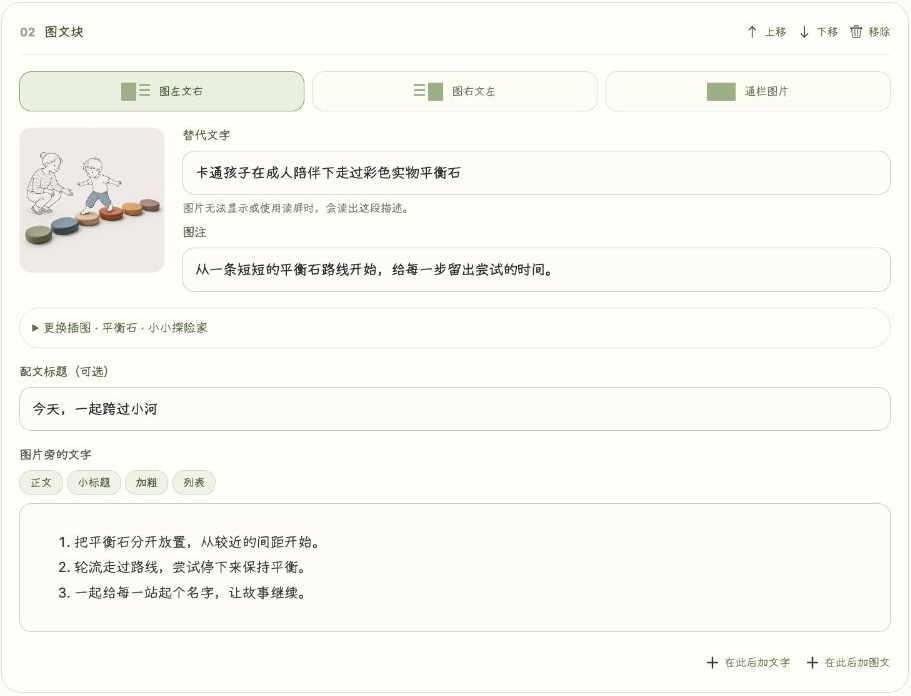 02 图文块
上移 下移 移除
图左文右
图右文左
通栏图片
替代文字
卡通孩子在成人陪伴下走过彩色实物平衡石
图片无法显示或使用读屏时，会读出这段描述。
图注
从一条短短的平衡石路线开始，给每一步留出尝试的时间。
更换插图 · 平衡石 · 小小探险家
配文标题（可选）
今天，一起跨过小河
图片旁的文字
正文 小标题 加粗 列表
1. 把平衡石分开放置，从较近的间距开始。
2. 轮流走过路线，尝试停下来保持平衡。
3. 一起给每一站起个名字，让故事继续。
在此后加文字 在此后加图文